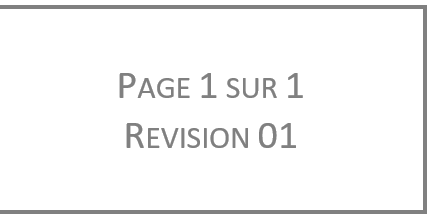 PAGE 1 SUR 1
REVISION 01